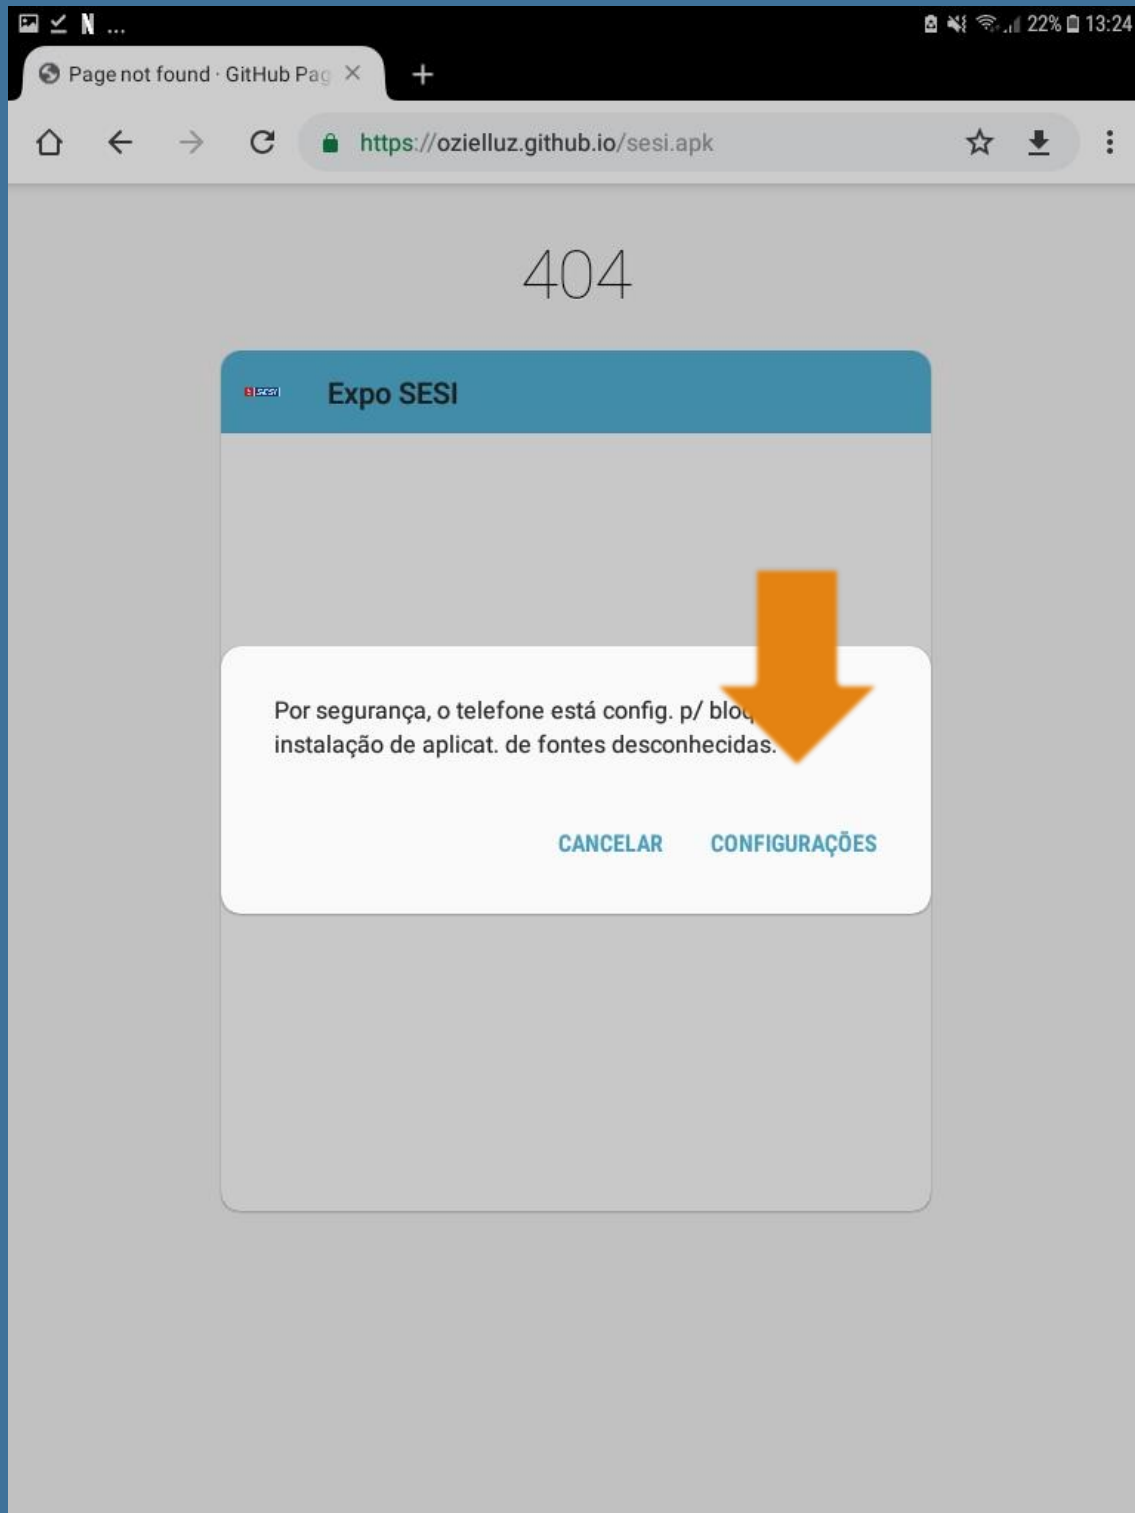 N ...
22% 13:24
Page not found · GitHub Pag
https://ozielluz.github.io/sesi.apk
404
SESI Expo SESI
Por segurança, o telefone está config. p/
instalação de aplicat. de fontes desconhecidas.
CANCELAR CONFIGURAÇÕES